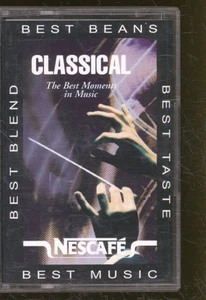 BEST BEANS
CLASSICAL
The Best Moments
in Music
BEST BLEND
BEST TASTE
NESCAFÉ
BEST MUSIC